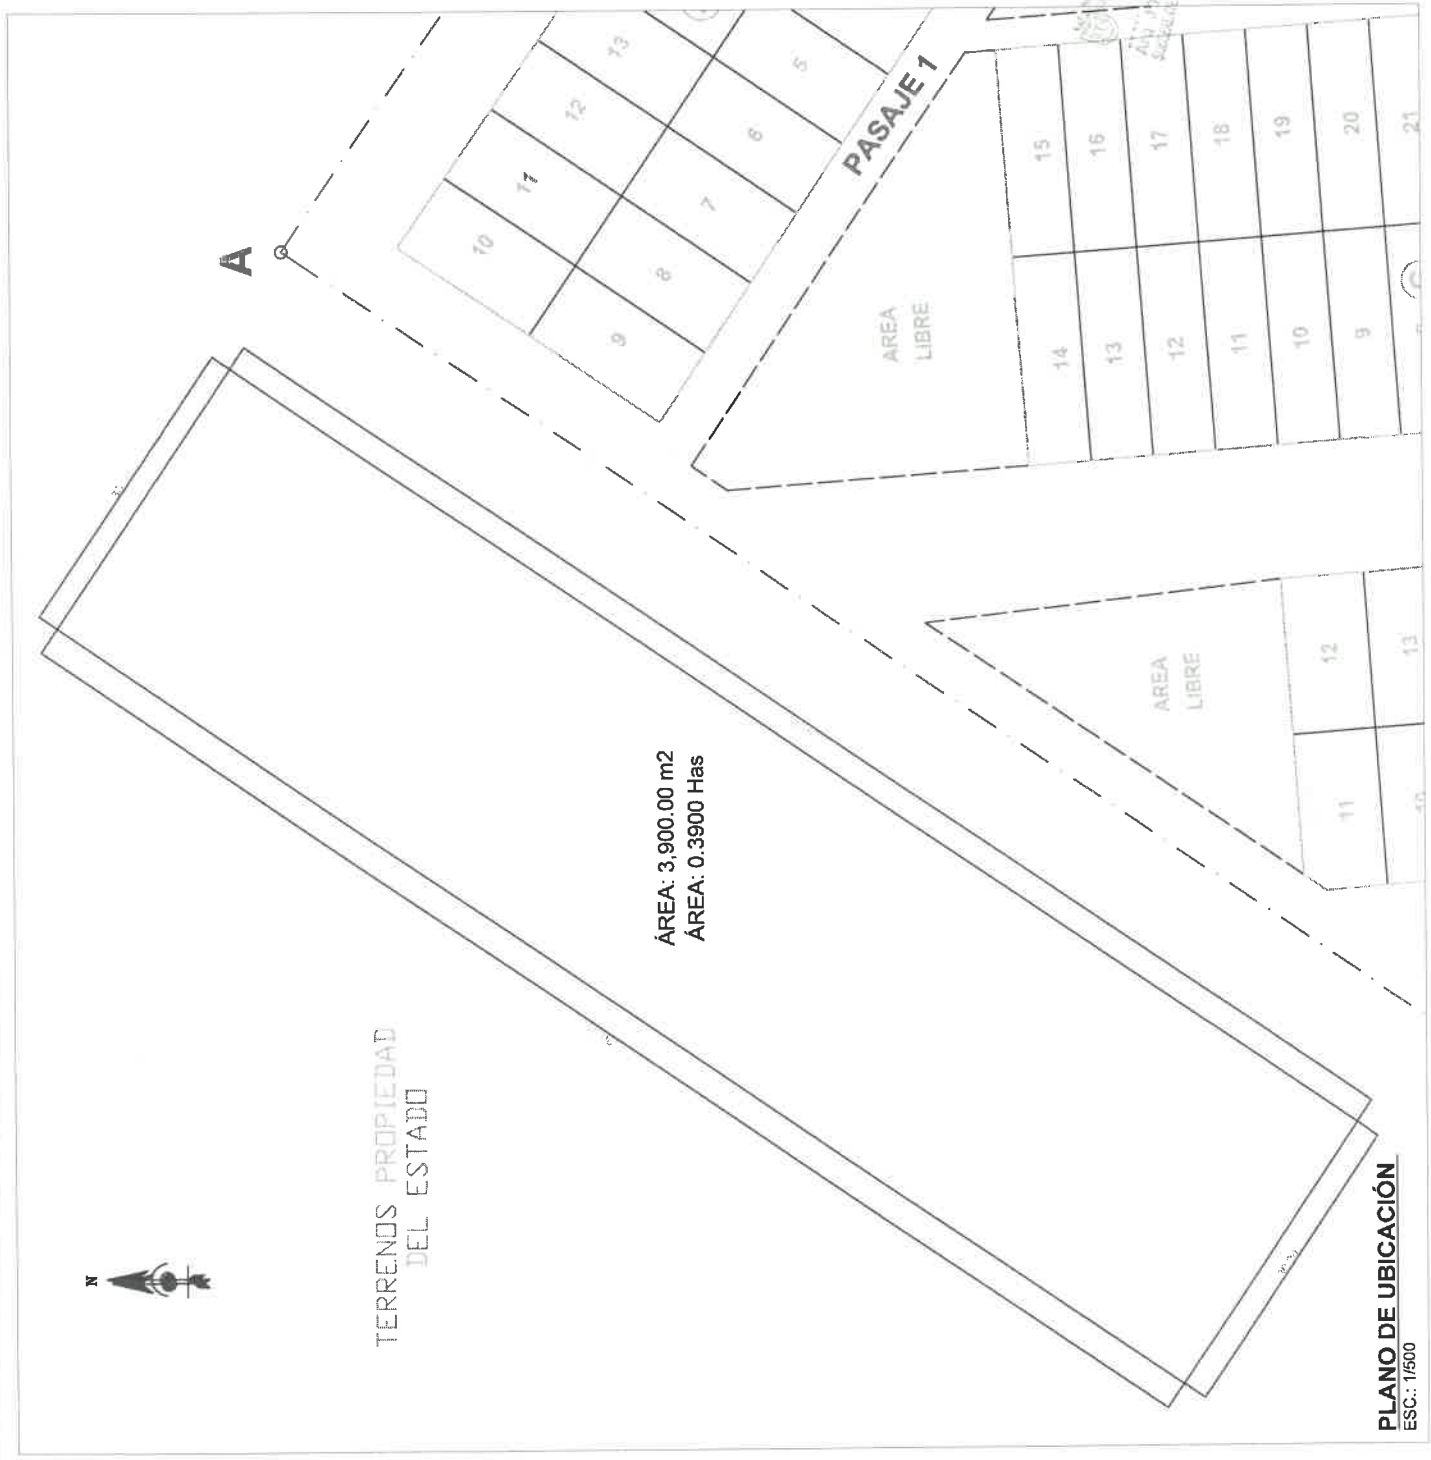 N
TERRENOS PROPIEDAD
DEL ESTADO
A
ÁREA: 3,900.00 m2
ÁREA: 0.3900 Has
PASAJE 1
13
12
11
10
5
6
7
8
9
AREA
LIBRE
15
16
17
18
19
20
21
14
13
12
11
10
9
AREA
LIBRE
12
13
11
10
PLANO DE UBICACIÓN
ESC.: 1/500